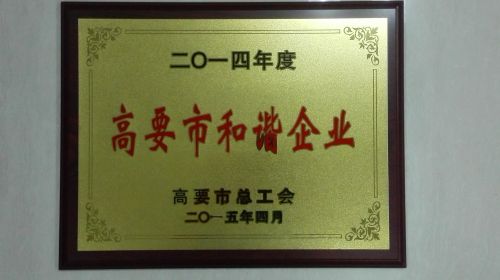 二〇一四年度
高要市和谐企业
高要市总工会
二〇一五年四月